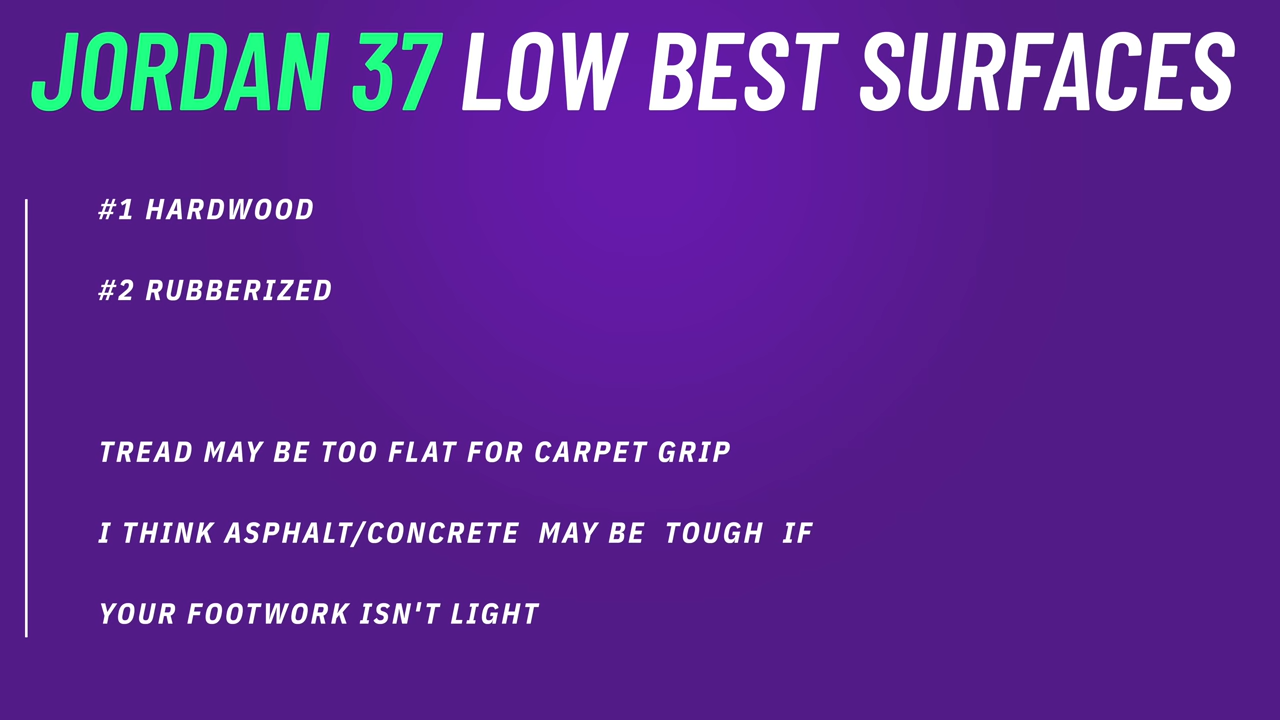 JORDAN 37 LOW BEST SURFACES
#1 HARDWOOD
#2 RUBBERIZED
TREAD MAY BE TOO FLAT FOR CARPET GRIP
I THINK ASPHALT/CONCRETE MAY BE TOUGH IF
YOUR FOOTWORK ISN'T LIGHT